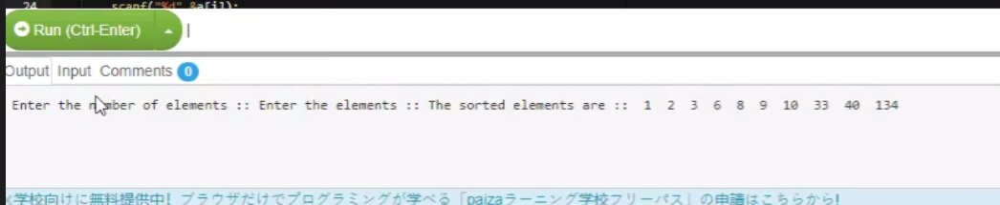 24 scanf("%d" &a[i]);
Run (Ctrl-Enter)
Output Input Comments 0
Enter the number of elements :: Enter the elements :: The sorted elements are :: 1 2 3 6 8 9 10 33 40 134
学校向けに無料提供中! ブラウザだけでプログラミングが学べる「paizaラーニング学校フリーパス」の申請はこちらから!